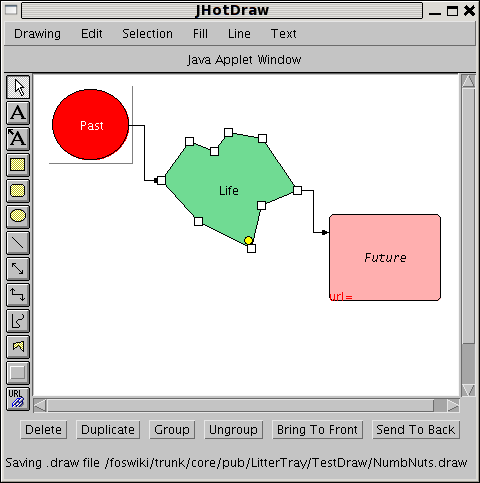 JHotDraw
Drawing Edit Selection Fill Line Text
Java Applet Window
A
A
URL
Past
Life
Future
url=
Delete Duplicate Group Ungroup Bring To Front Send To Back
Saving .draw file /foswiki/trunk/core/pub/LitterTray/TestDraw/NumbNuts.draw